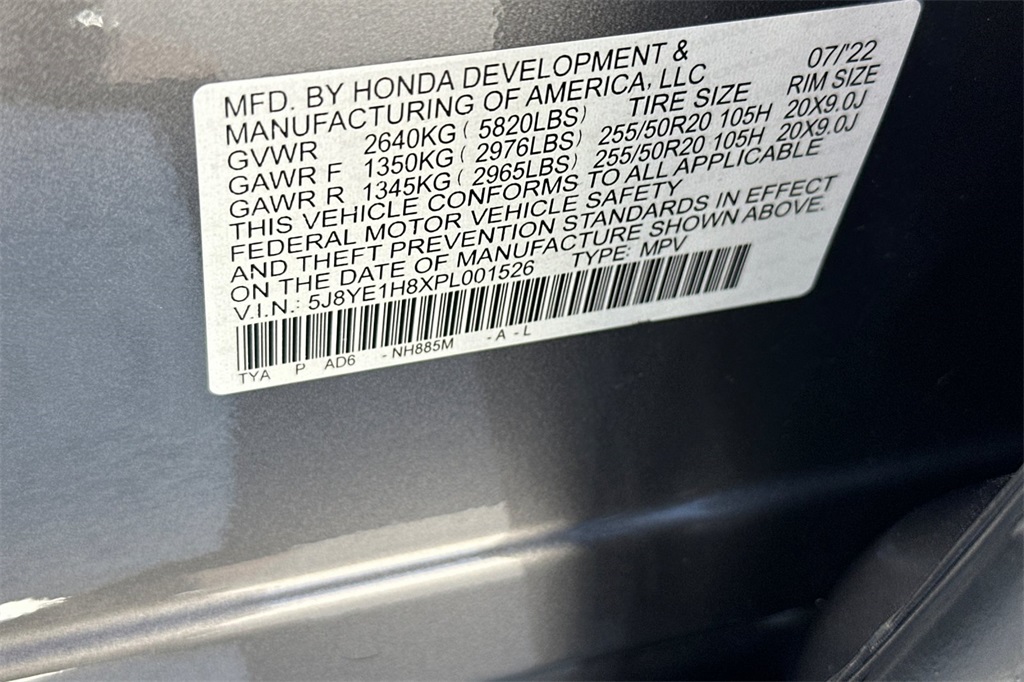 MFD. BY HONDA DEVELOPMENT & 07/'22
MANUFACTURING OF AMERICA, LLC
TIRE SIZE RIM SIZE
GVWR 2640KG ( 5820LBS)
GAWR F 1350KG ( 2976LBS) 255/50R20 105H 20X9.0J
GAWR R 1345KG ( 2965LBS) 255/50R20 105H 20X9.0J
THIS VEHICLE CONFORMS TO ALL APPLICABLE
FEDERAL MOTOR VEHICLE SAFETY
AND THEFT PREVENTION STANDARDS IN EFFECT
ON THE DATE OF MANUFACTURE SHOWN ABOVE.
V.I.N.: 5J8YE1H8XPL001526 TYPE: MPV
TYA P AD6 - NH885M - A - L